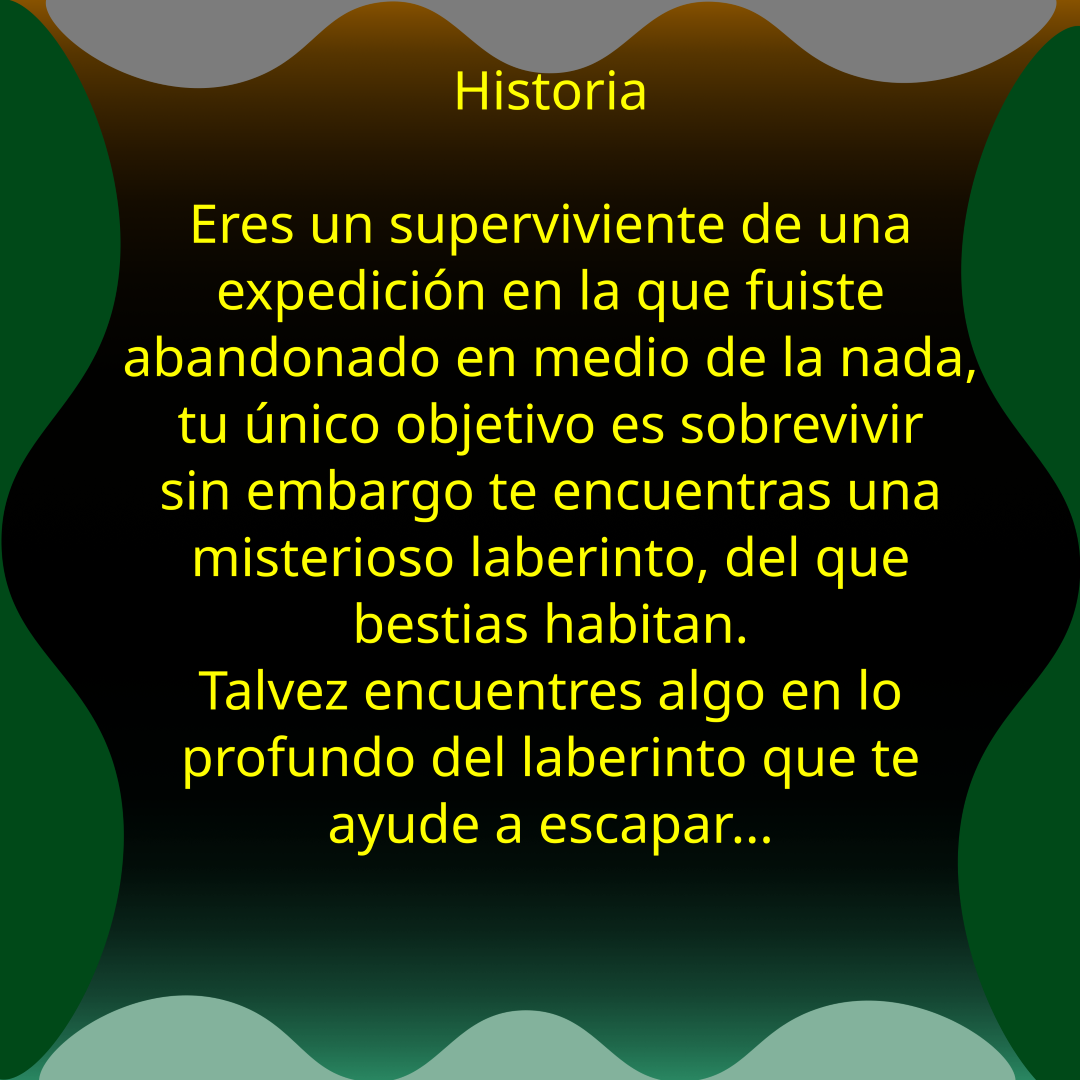 Historia
Eres un superviviente de una
expedición en la que fuiste
abandonado en medio de la nada,
tu único objetivo es sobrevivir
sin embargo te encuentras una
misterioso laberinto, del que
bestias habitan.
Talvez encuentres algo en lo
profundo del laberinto que te
ayude a escapar...